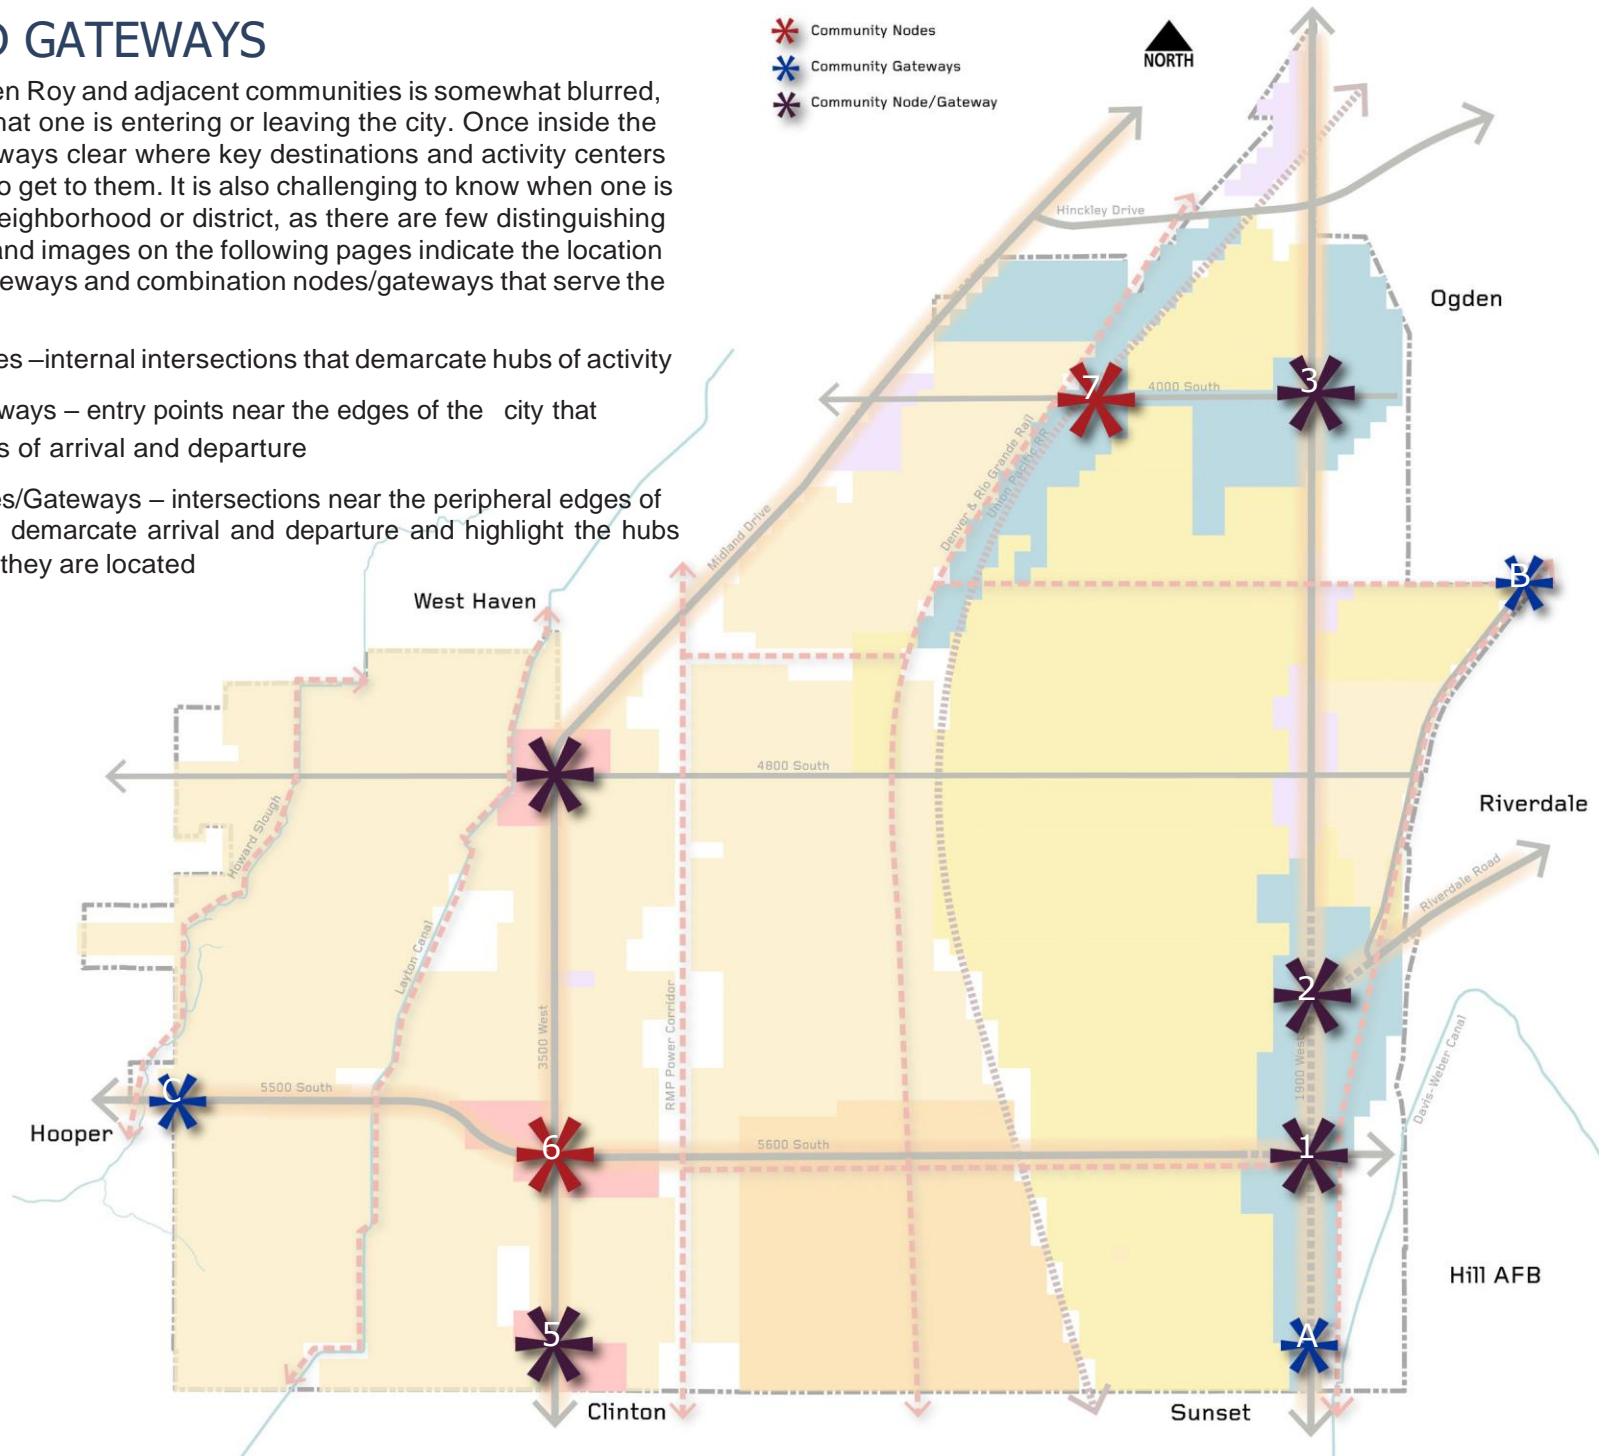 D GATEWAYS
en Roy and adjacent communities is somewhat blurred,
hat one is entering or leaving the city. Once inside the
ways clear where key destinations and activity centers
o get to them. It is also challenging to know when one is
eighborhood or district, as there are few distinguishing
and images on the following pages indicate the location
eways and combination nodes/gateways that serve the
es –internal intersections that demarcate hubs of activity
ways – entry points near the edges of the city that
s of arrival and departure
es/Gateways – intersections near the peripheral edges of
demarcate arrival and departure and highlight the hubs
they are located
Community Nodes
Community Gateways
Community Node/Gateway
NORTH
Hinckley Drive
Ogden
7
4000 South
3
Denver & Rio Grande Rail
Union Pacific RR
Midland Drive
B
West Haven
4800 South
Riverdale
Howard Slough
Riverdale Road
Layton Canal
2
3500 West
RMP Power Corridor
1900 West
Davis-Weber Canal
C
5500 South
Hooper
6
5600 South
1
Hill AFB
5
A
Clinton
Sunset